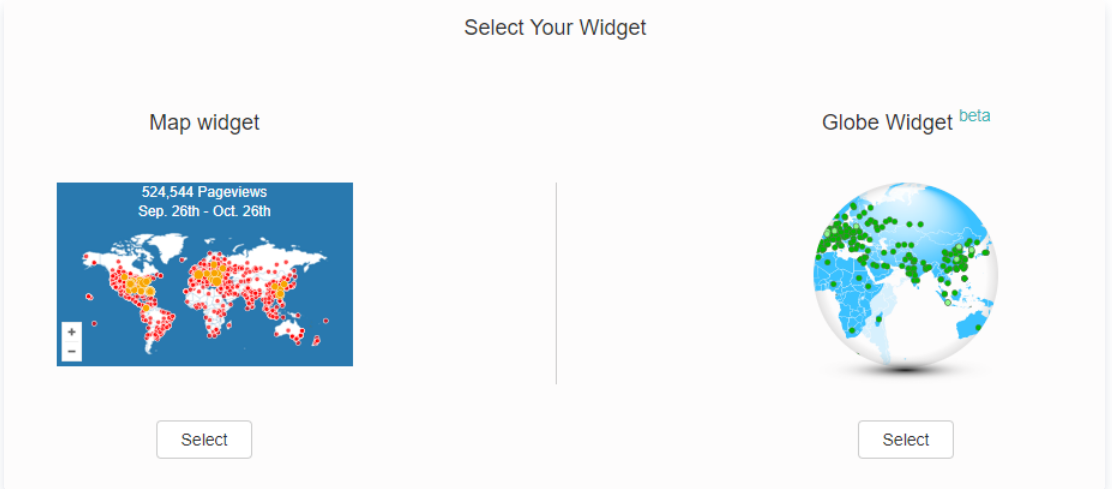 Select Your Widget
Map widget
524,544 Pageviews
Sep. 26th - Oct. 26th
+
−
Select
Globe Widget beta
Select